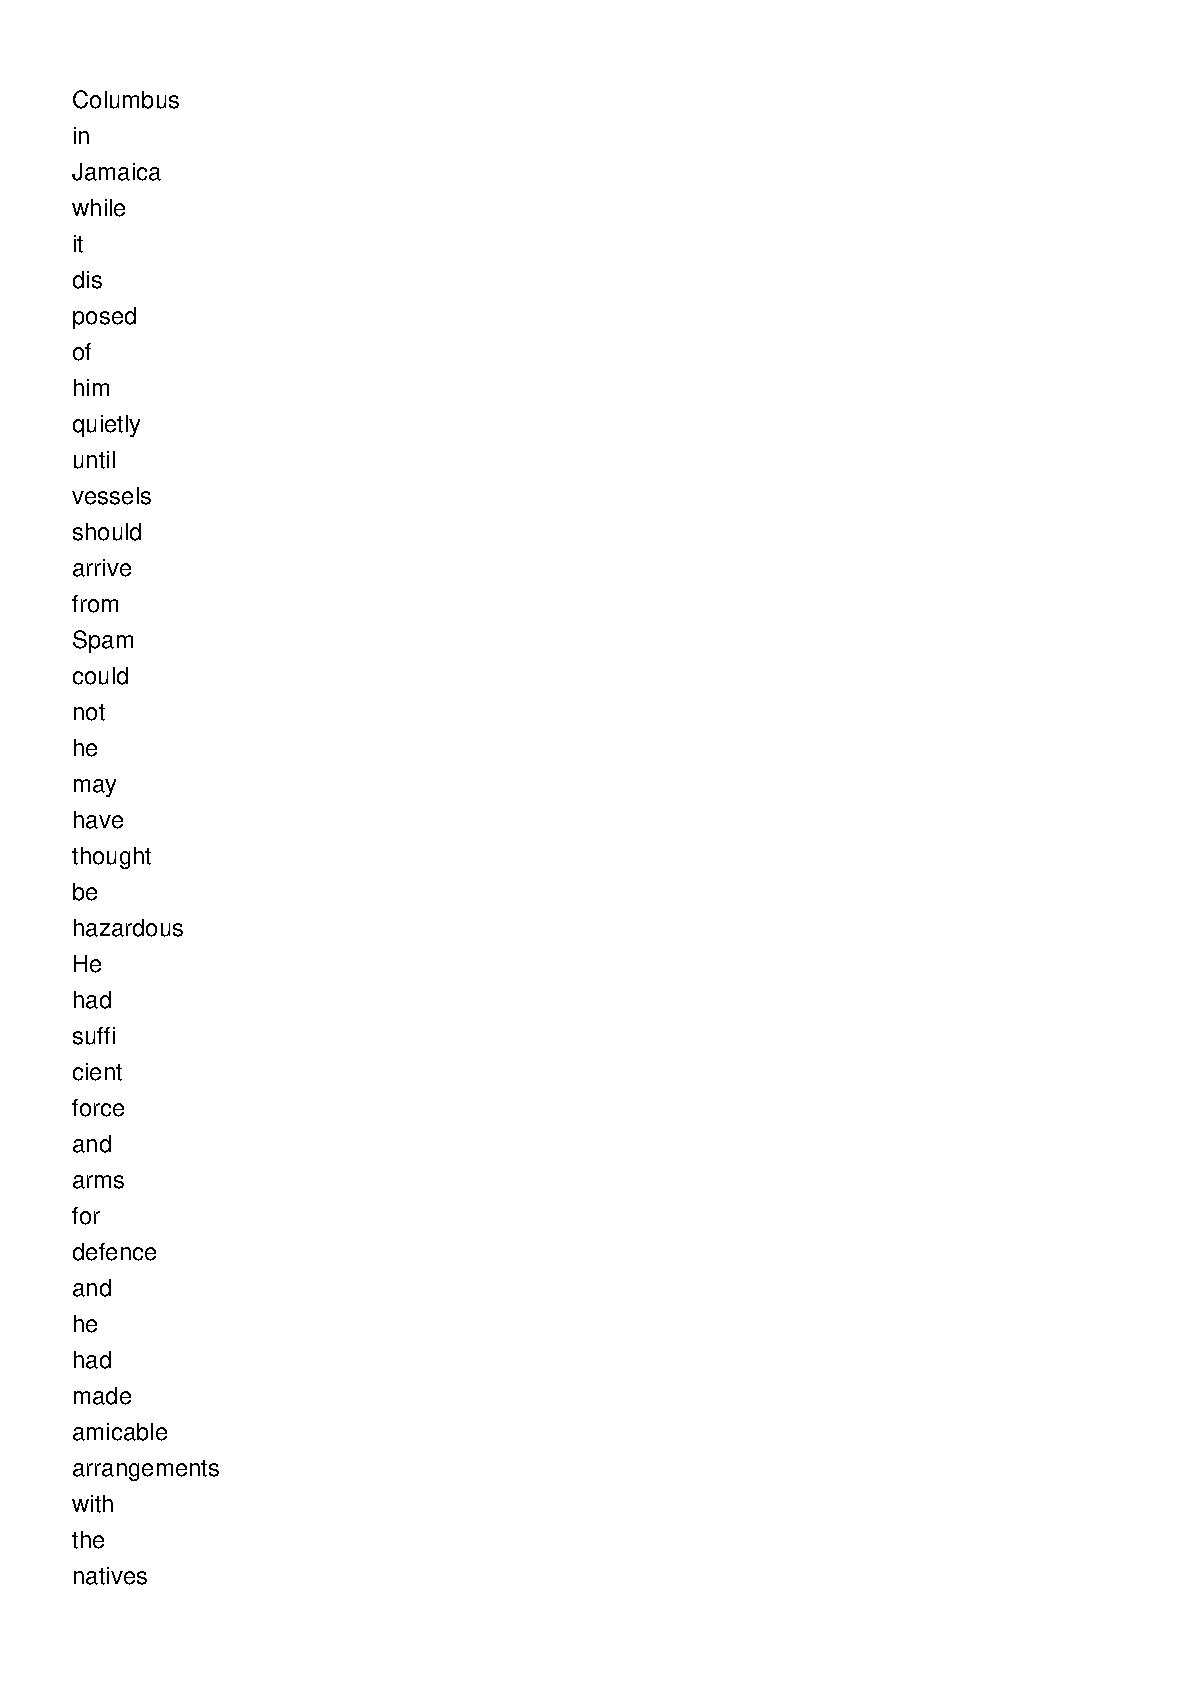 Columbus
in
Jamaica
while
it
dis
posed
of
him
quietly
until
vessels
should
arrive
from
Spam
could
not
he
may
have
thought
be
hazardous
He
had
suffi
cient
force
and
arms
for
defence
and
he
had
made
amicable
arrangements
with
the
natives